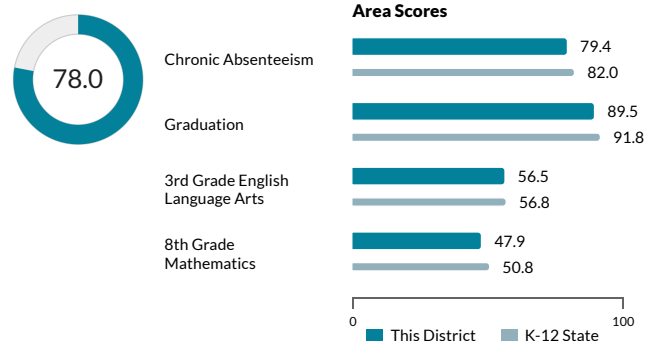 Area Scores
78.0
Chronic Absenteeism
79.4
82.0
Graduation
89.5
91.8
3rd Grade English
Language Arts
56.5
56.8
8th Grade
Mathematics
47.9
50.8
0
100
This District
K-12 State